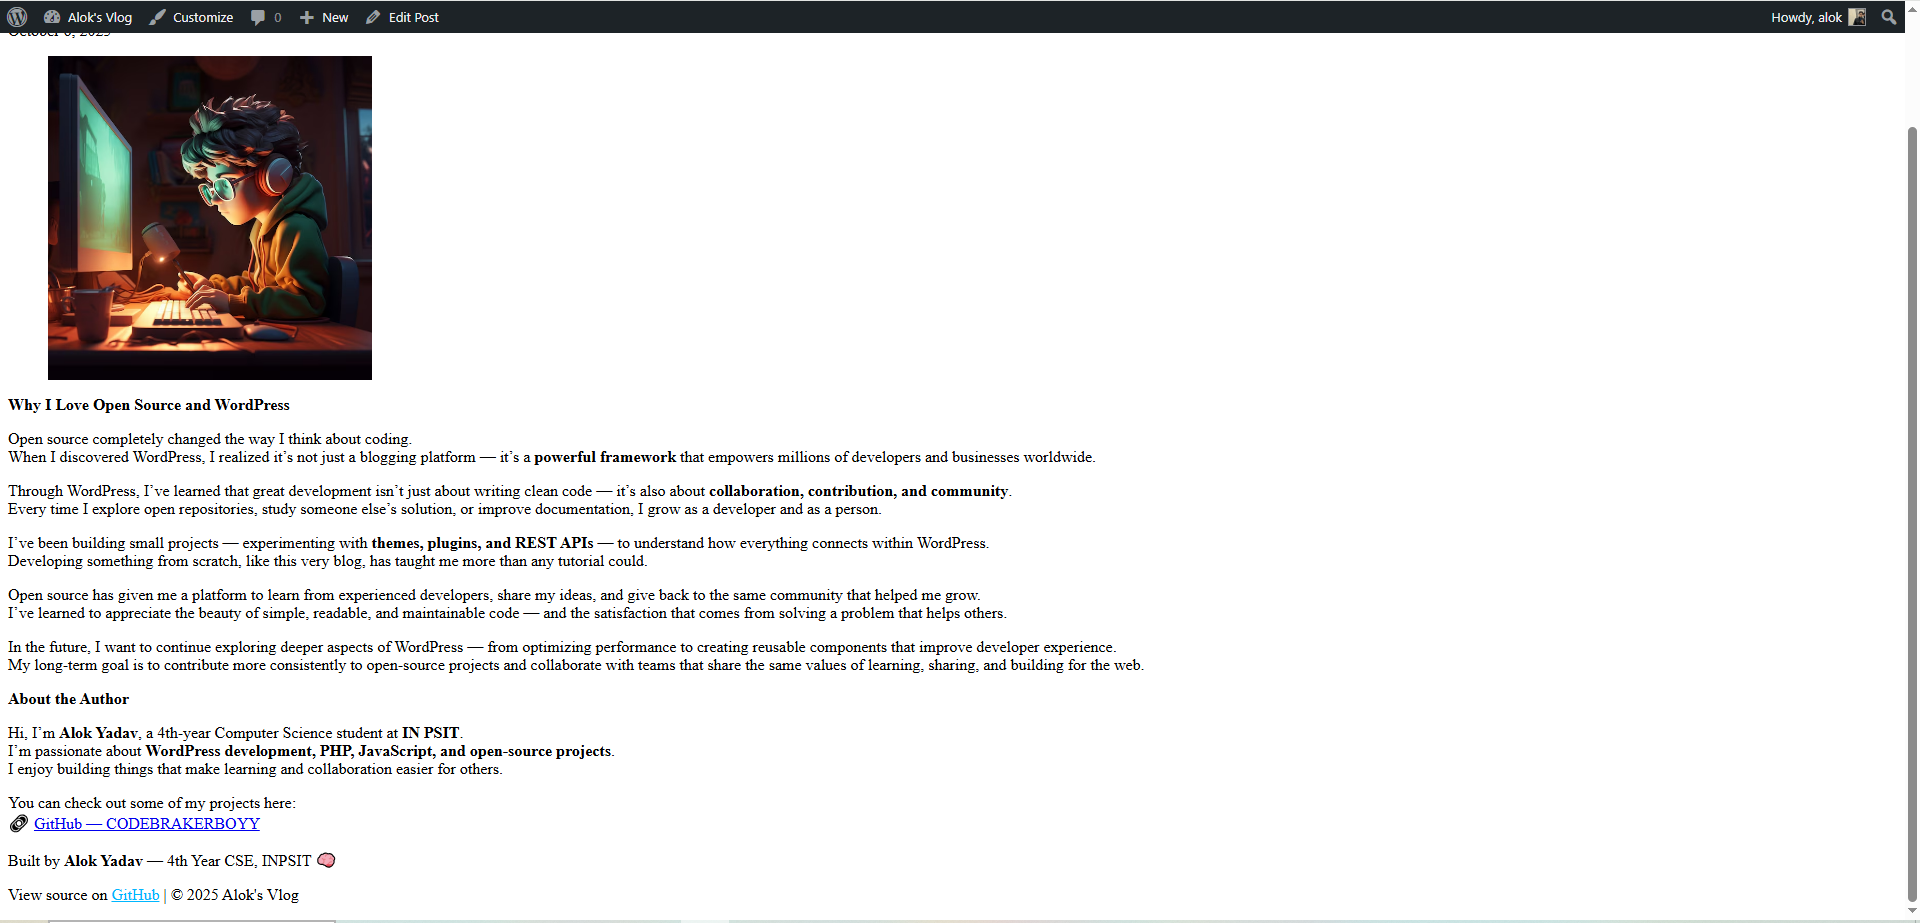 Alok's Vlog Customize 0 New Edit Post Howdy, alok
October 6, 2025
Why I Love Open Source and WordPress
Open source completely changed the way I think about coding.
When I discovered WordPress, I realized it’s not just a blogging platform — it’s a powerful framework that empowers millions of developers and businesses worldwide.
Through WordPress, I’ve learned that great development isn’t just about writing clean code — it’s also about collaboration, contribution, and community.
Every time I explore open repositories, study someone else’s solution, or improve documentation, I grow as a developer and as a person.
I’ve been building small projects — experimenting with themes, plugins, and REST APIs — to understand how everything connects within WordPress.
Developing something from scratch, like this very blog, has taught me more than any tutorial could.
Open source has given me a platform to learn from experienced developers, share my ideas, and give back to the same community that helped me grow.
I’ve learned to appreciate the beauty of simple, readable, and maintainable code — and the satisfaction that comes from solving a problem that helps others.
In the future, I want to continue exploring deeper aspects of WordPress — from optimizing performance to creating reusable components that improve developer experience.
My long-term goal is to contribute more consistently to open-source projects and collaborate with teams that share the same values of learning, sharing, and building for the web.
About the Author
Hi, I’m Alok Yadav, a 4th-year Computer Science student at IN PSIT.
I’m passionate about WordPress development, PHP, JavaScript, and open-source projects.
I enjoy building things that make learning and collaboration easier for others.
You can check out some of my projects here:
GitHub — CODEBRAKERBOYY
Built by Alok Yadav — 4th Year CSE, INPSIT
View source on GitHub | © 2025 Alok's Vlog